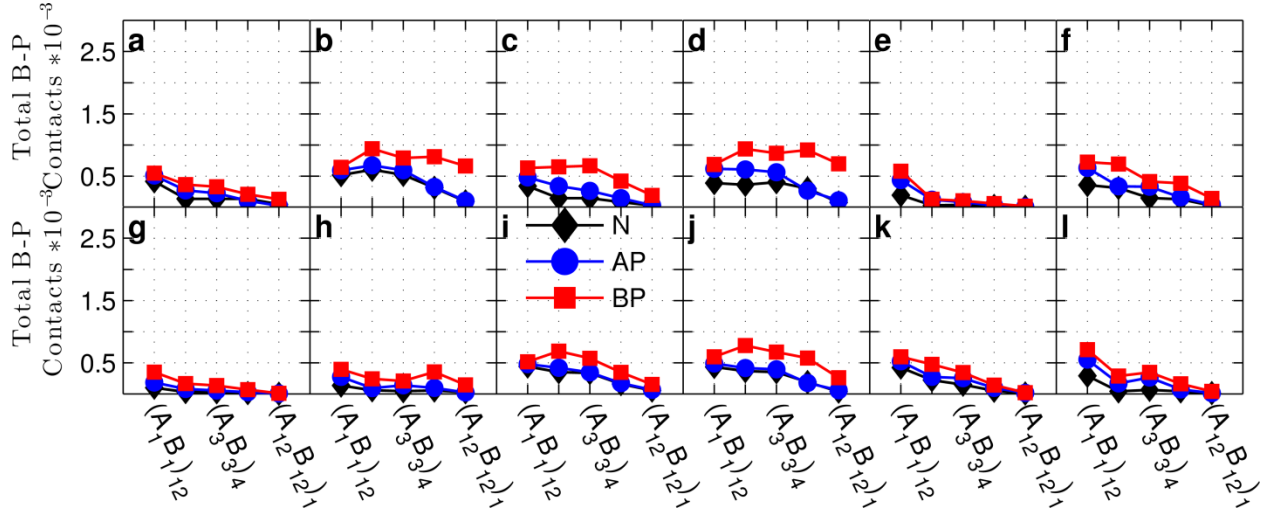 Total B-P
Contacts *10⁻³
2.5
1.5
0.5
a
b
c
d
e
f
Total B-P
Contacts *10⁻³
2.5
1.5
0.5
g
h
i
j
k
l
N
AP
BP
(A₁B₁)₁₂
(A₃B₃)₄
(A₁₂B₁₂)₁
(A₁B₁)₁₂
(A₃B₃)₄
(A₁₂B₁₂)₁
(A₁B₁)₁₂
(A₃B₃)₄
(A₁₂B₁₂)₁
(A₁B₁)₁₂
(A₃B₃)₄
(A₁₂B₁₂)₁
(A₁B₁)₁₂
(A₃B₃)₄
(A₁₂B₁₂)₁
(A₁B₁)₁₂
(A₃B₃)₄
(A₁₂B₁₂)₁